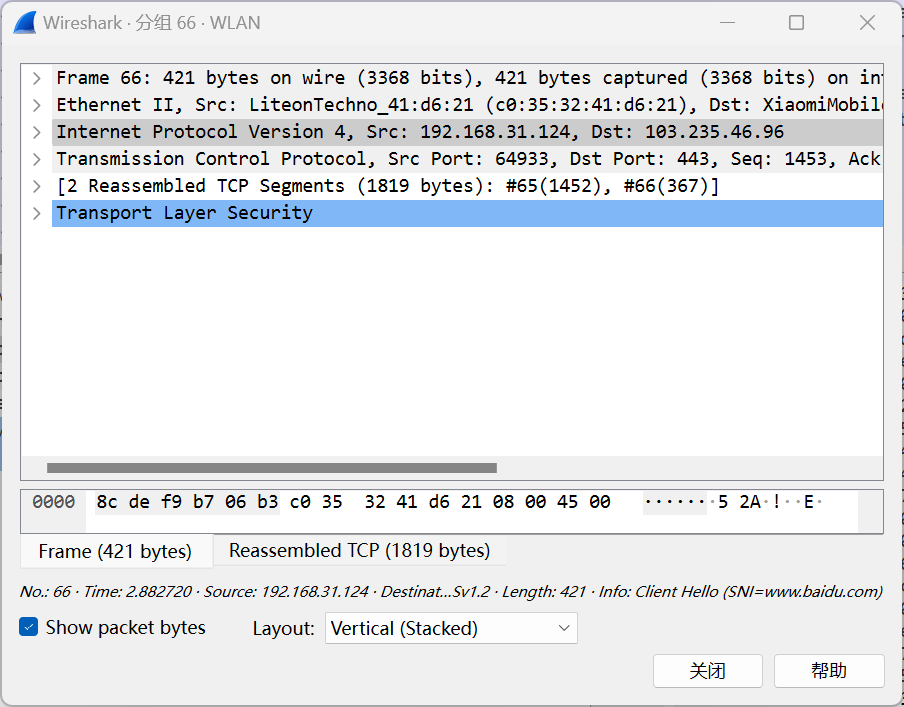 Wireshark · 分组 66 · WLAN
Frame 66: 421 bytes on wire (3368 bits), 421 bytes captured (3368 bits) on in
Ethernet II, Src: LiteonTechno_41:d6:21 (c0:35:32:41:d6:21), Dst: XiaomiMobil
Internet Protocol Version 4, Src: 192.168.31.124, Dst: 103.235.46.96
Transmission Control Protocol, Src Port: 64933, Dst Port: 443, Seq: 1453, Ack
[2 Reassembled TCP Segments (1819 bytes): #65(1452), #66(367)]
Transport Layer Security
0000 8c de f9 b7 06 b3 c0 35 32 41 d6 21 08 00 45 00 ·······5 2A·!··E·
Frame (421 bytes) Reassembled TCP (1819 bytes)
No.: 66 · Time: 2.882720 · Source: 192.168.31.124 · Destinat...Sv1.2 · Length: 421 · Info: Client Hello (SNI=www.baidu.com)
Show packet bytes Layout: Vertical (Stacked)
关闭 帮助